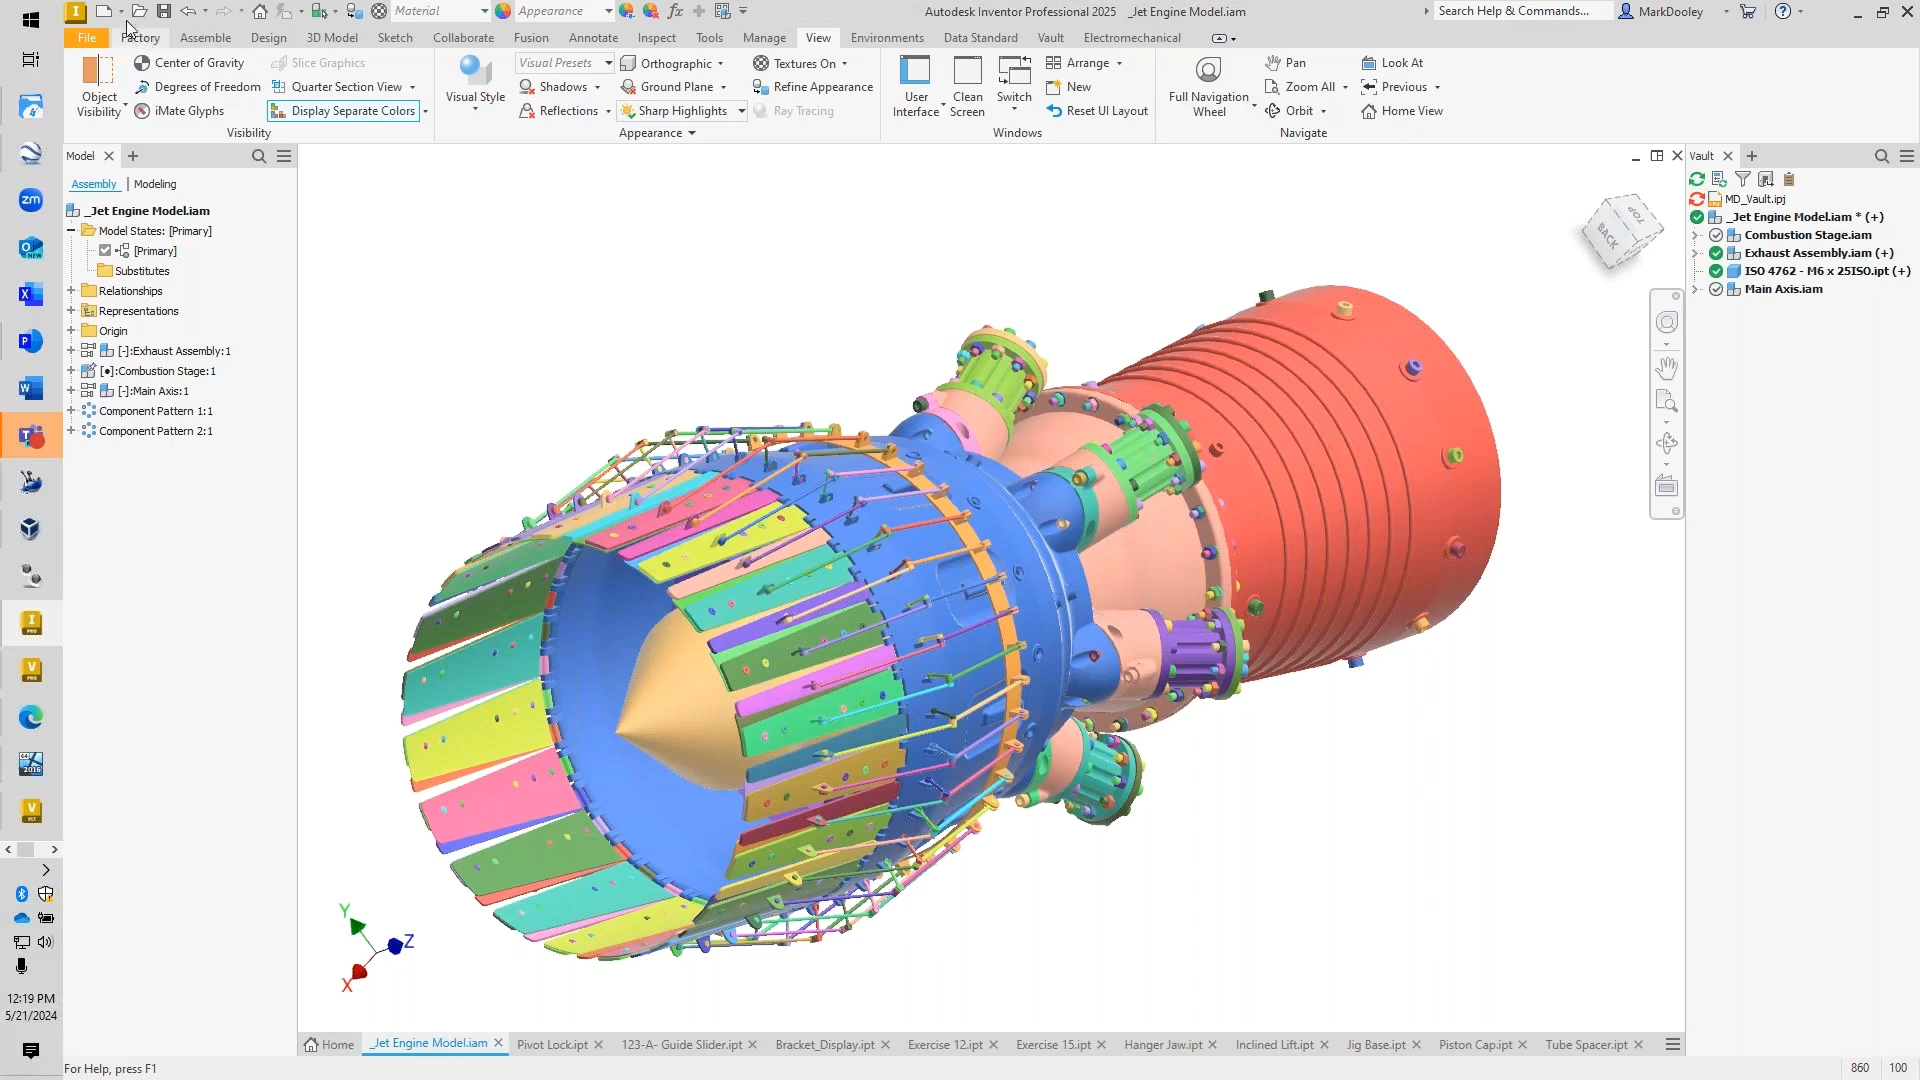 Material
Appearance
Autodesk Inventor Professional 2025 _Jet Engine Model.iam
Search Help & Commands...
MarkDooley
File
Factory
Assemble
Design
3D Model
Sketch
Collaborate
Fusion
Annotate
Inspect
Tools
Manage
View
Environments
Data Standard
Vault
Electromechanical
Object Visibility
Center of Gravity
Degrees of Freedom
iMate Glyphs
Slice Graphics
Quarter Section View
Display Separate Colors
Visibility
Visual Style
Visual Presets
Shadows
Reflections
Orthographic
Ground Plane
Sharp Highlights
Textures On
Refine Appearance
Ray Tracing
Appearance
User Interface
Clean Screen
Switch
Arrange
New
Reset UI Layout
Windows
Full Navigation Wheel
Pan
Zoom All
Orbit
Look At
Previous
Home View
Navigate
Model
Assembly | Modeling
_Jet Engine Model.iam
Model States: [Primary]
[Primary]
Substitutes
Relationships
Representations
Origin
[-]:Exhaust Assembly:1
[●]:Combustion Stage:1
[-]:Main Axis:1
Component Pattern 1:1
Component Pattern 2:1
TOP
BACK
Vault
MD_Vault.ipj
_Jet Engine Model.iam * (+)
Combustion Stage.iam
Exhaust Assembly.iam (+)
ISO 4762 - M6 x 25ISO.ipt (+)
Main Axis.iam
Y
Z
X
zm
12:19 PM
5/21/2024
Home
_Jet Engine Model.iam
Pivot Lock.ipt
123-A- Guide Slider.ipt
Bracket_Display.ipt
Exercise 12.ipt
Exercise 15.ipt
Hanger Jaw.ipt
Inclined Lift.ipt
Jig Base.ipt
Piston Cap.ipt
Tube Spacer.ipt
For Help, press F1
860
100